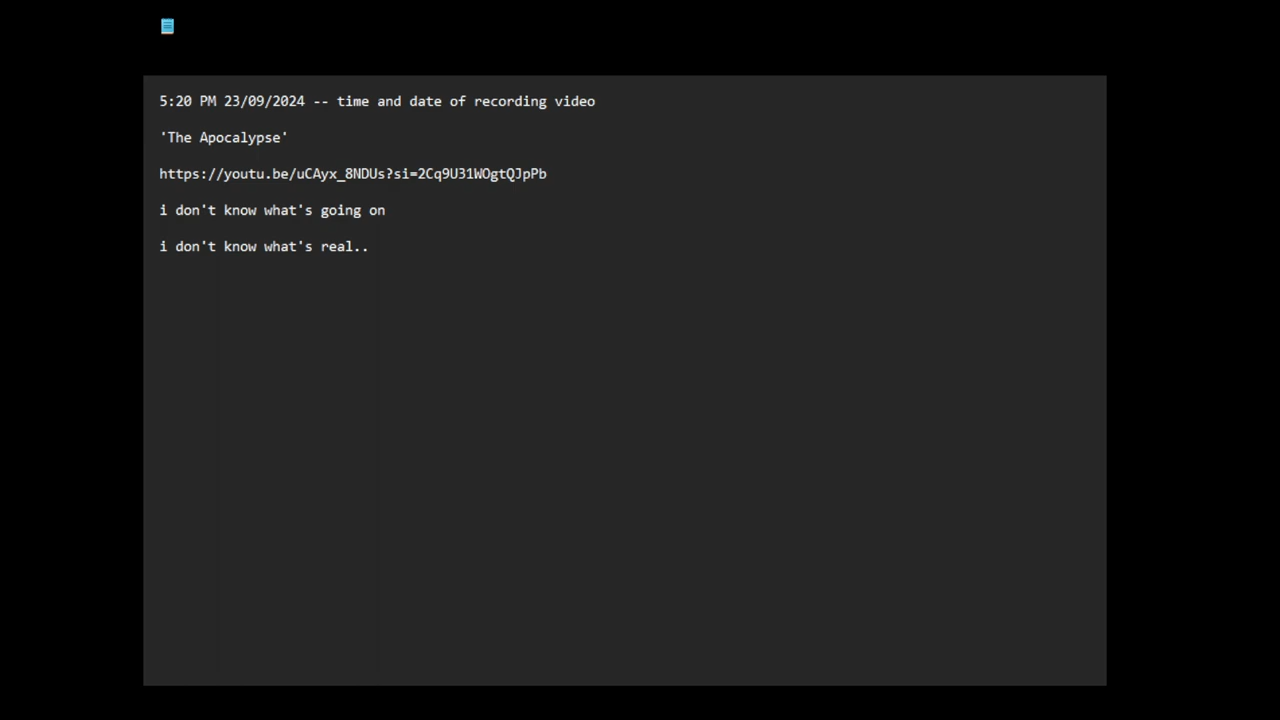 5:20 PM 23/09/2024 -- time and date of recording video
'The Apocalypse'
https://youtu.be/uCAyx_8NDUs?si=2Cq9U31WOgtQJpPb
i don't know what's going on
i don't know what's real..